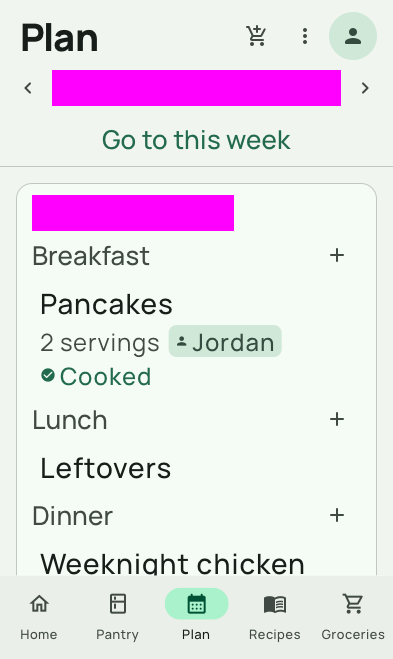 Plan
Go to this week
Breakfast
Pancakes
2 servings Jordan
Cooked
Lunch
Leftovers
Dinner
Weeknight chicken
Home Pantry Plan Recipes Groceries